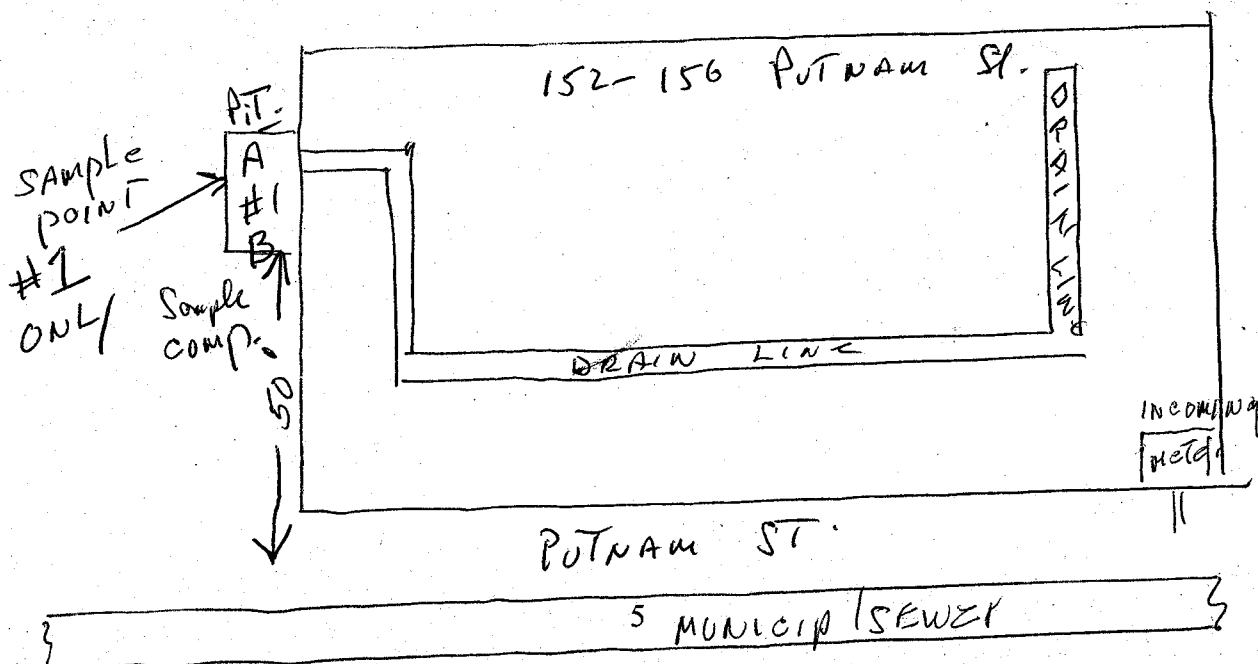 152-156 PUTNAM St.
PiT.
A
#1
B
SAMPLe
POINT
#1
ONLY
Sample
comp.
50
DRAIN LINE
DRAIN LINE
INCOMING
METER
PUTNAM ST.
5
MUNICIP/SEWER